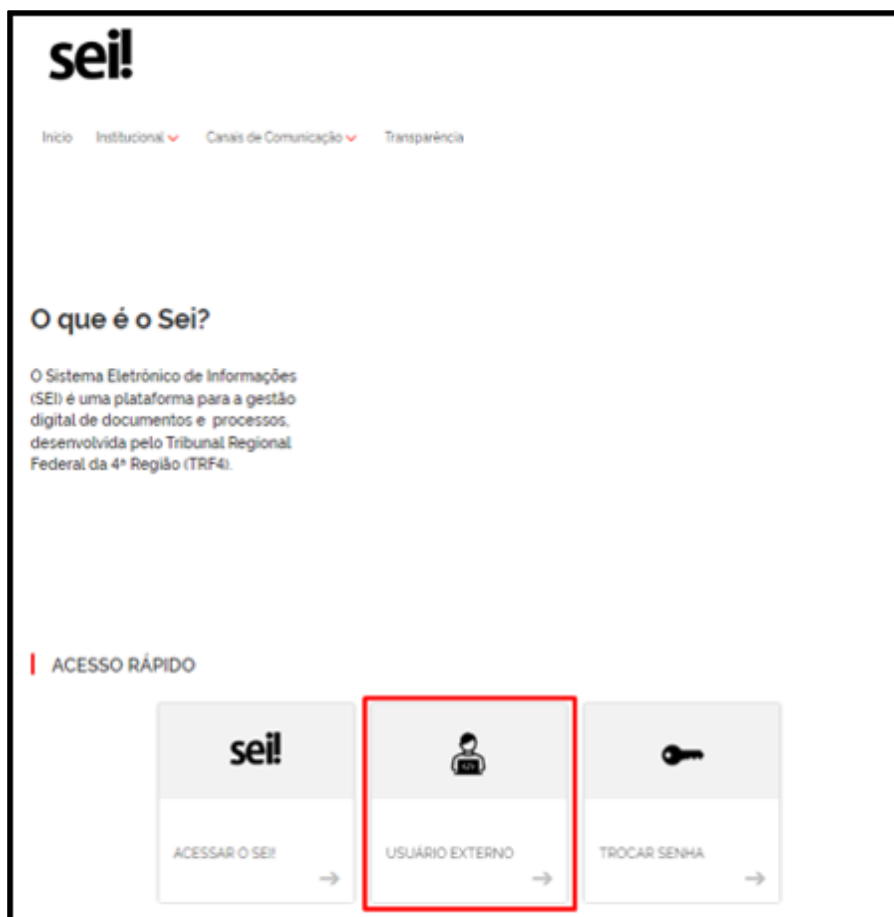 sei!
Início Institucional Canais de Comunicação Transparência
O que é o Sei?
O Sistema Eletrônico de Informações
(SEI) é uma plataforma para a gestão
digital de documentos e processos,
desenvolvida pelo Tribunal Regional
Federal da 4ª Região (TRF4).
ACESSO RÁPIDO
sei!
ACESSAR O SEI!
USUÁRIO EXTERNO
TROCAR SENHA